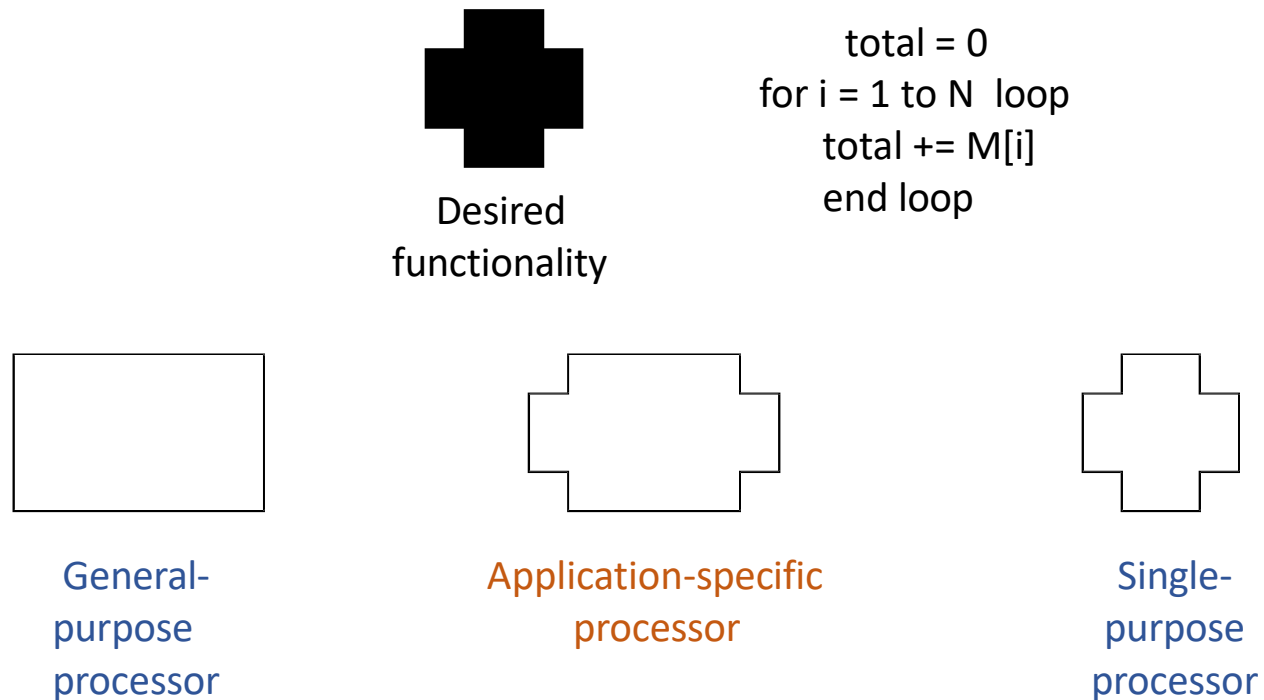 total = 0
for i = 1 to N loop
total += M[i]
end loop
Desired
functionality
General-
purpose
processor
Application-specific
processor
Single-
purpose
processor